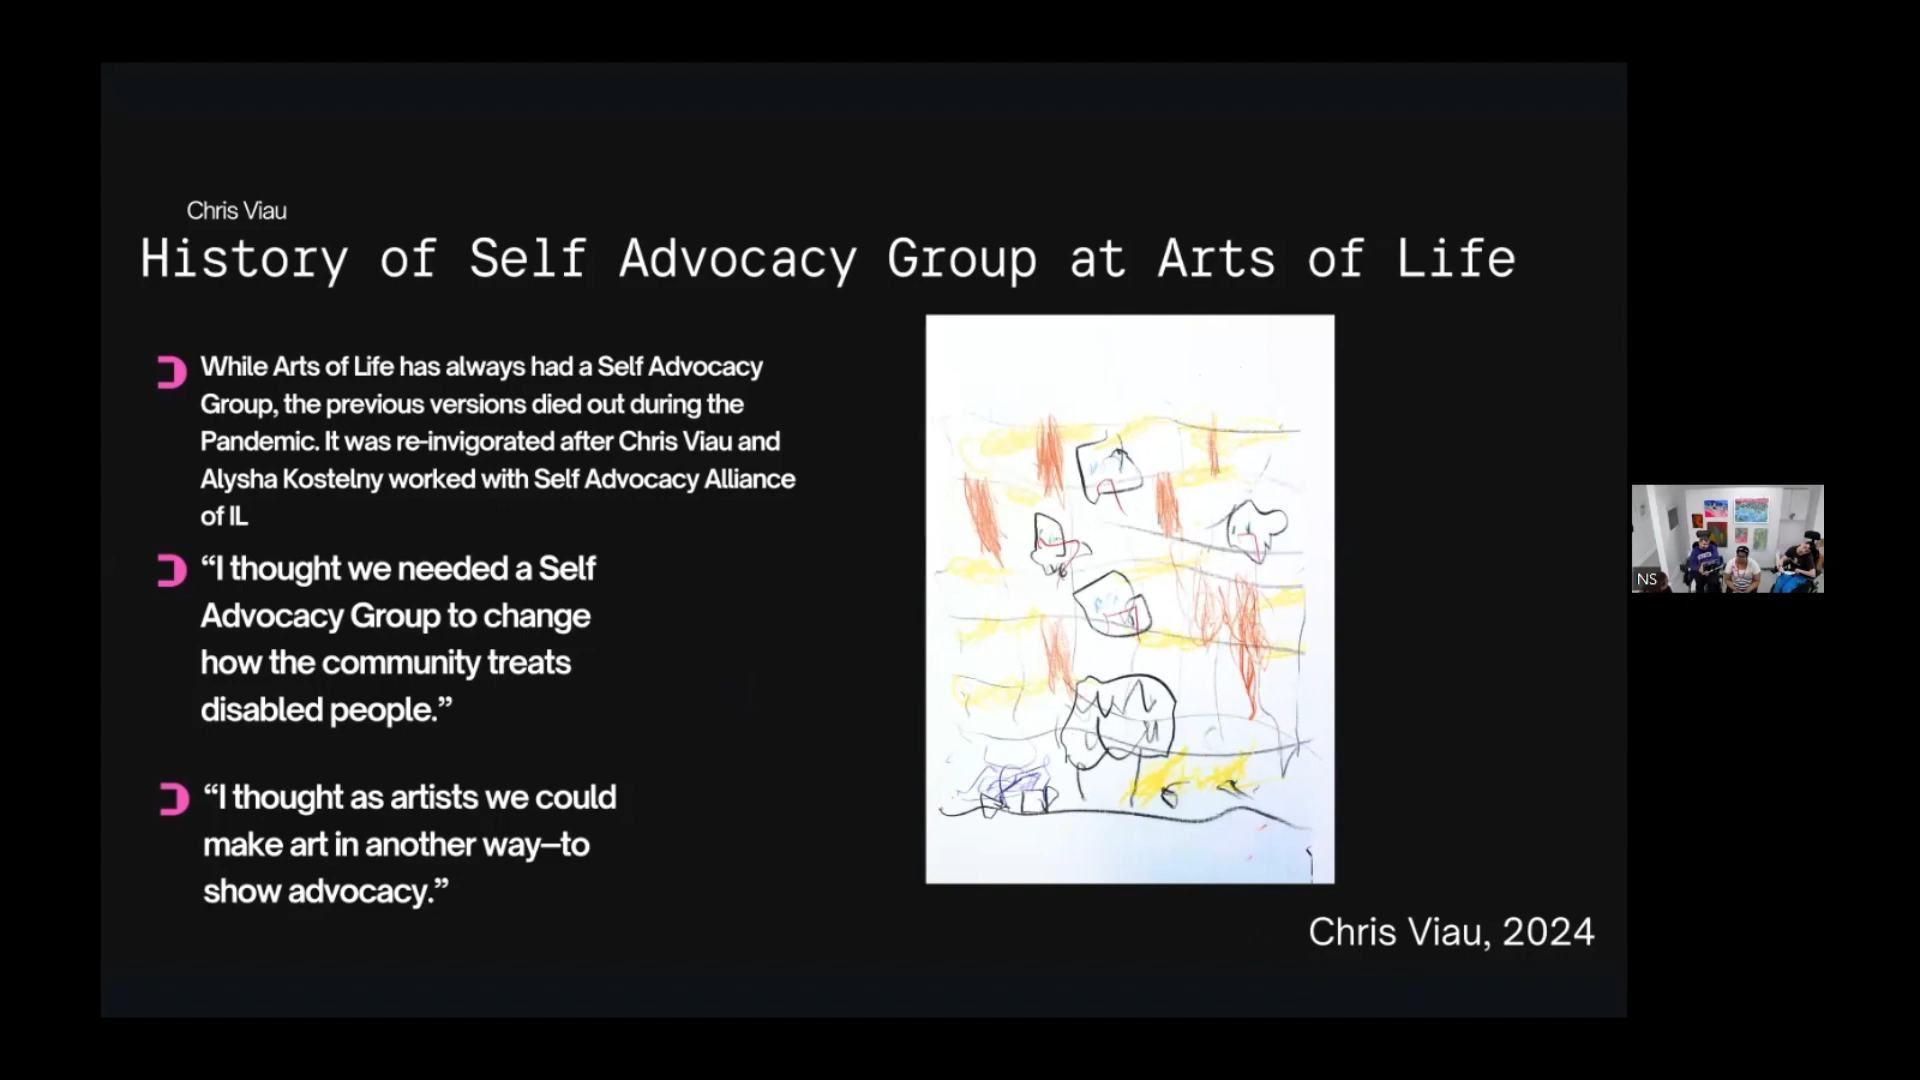 Chris Viau
History of Self Advocacy Group at Arts of Life
While Arts of Life has always had a Self Advocacy
Group, the previous versions died out during the
Pandemic. It was re-invigorated after Chris Viau and
Alysha Kostelny worked with Self Advocacy Alliance
of IL
“I thought we needed a Self
Advocacy Group to change
how the community treats
disabled people.”
“I thought as artists we could
make art in another way—to
show advocacy.”
Chris Viau, 2024
NS